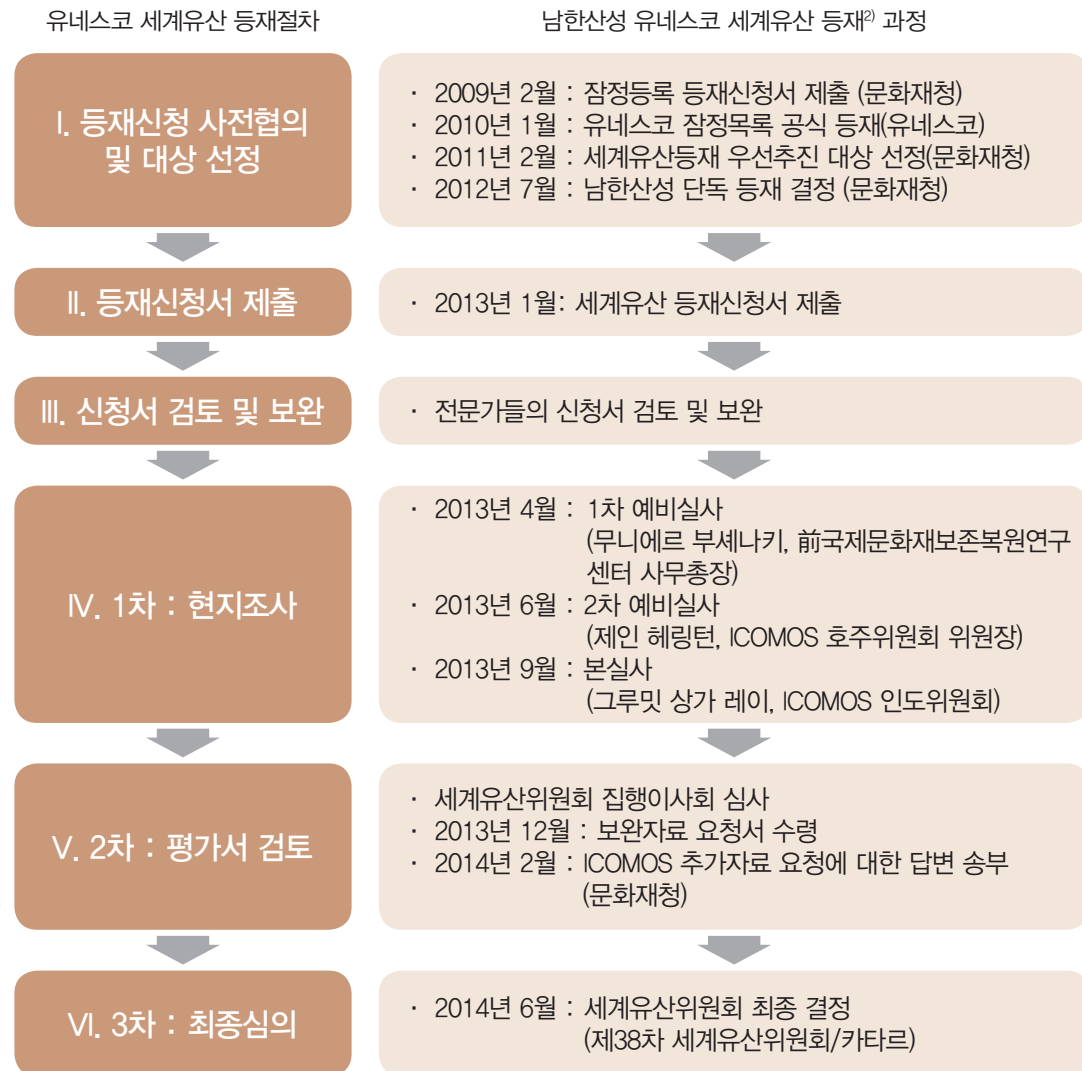 유네스코 세계유산 등재절차
남한산성 유네스코 세계유산 등재2) 과정
I. 등재신청 사전협의
및 대상 선정
· 2009년 2월 : 잠정등록 등재신청서 제출 (문화재청)
· 2010년 1월 : 유네스코 잠정목록 공식 등재(유네스코)
· 2011년 2월 : 세계유산등재 우선추진 대상 선정(문화재청)
· 2012년 7월 : 남한산성 단독 등재 결정 (문화재청)
II. 등재신청서 제출
· 2013년 1월: 세계유산 등재신청서 제출
III. 신청서 검토 및 보완
· 전문가들의 신청서 검토 및 보완
IV. 1차 : 현지조사
· 2013년 4월 : 1차 예비실사
(무니에르 부셰나키, 前국제문화재보존복원연구
센터 사무총장)
· 2013년 6월 : 2차 예비실사
(제인 헤링턴, ICOMOS 호주위원회 위원장)
· 2013년 9월 : 본실사
(그루밋 상가 레이, ICOMOS 인도위원회)
V. 2차 : 평가서 검토
· 세계유산위원회 집행이사회 심사
· 2013년 12월 : 보완자료 요청서 수령
· 2014년 2월 : ICOMOS 추가자료 요청에 대한 답변 송부
(문화재청)
VI. 3차 : 최종심의
· 2014년 6월 : 세계유산위원회 최종 결정
(제38차 세계유산위원회/카타르)